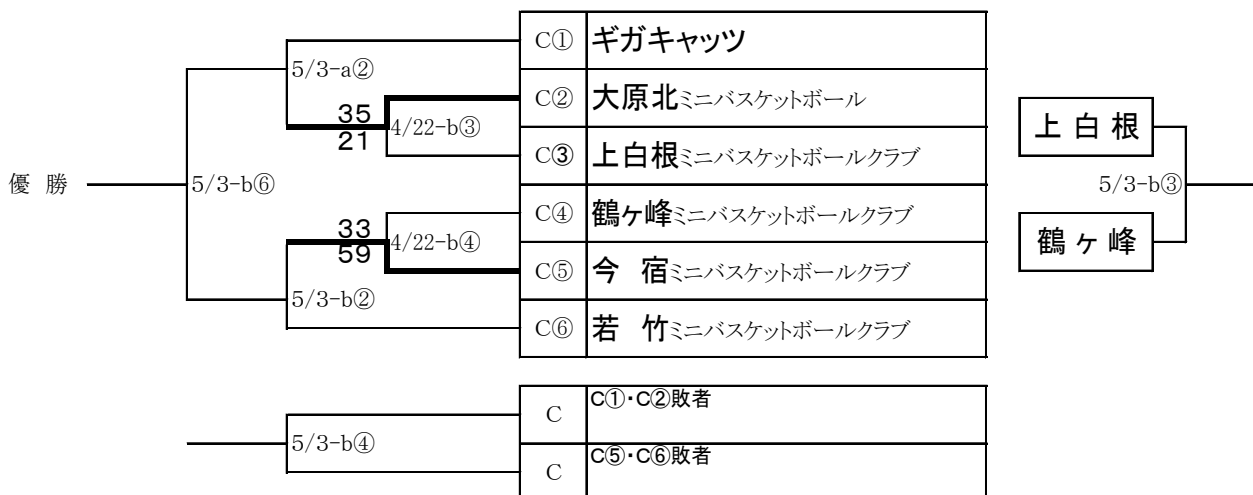 C① ギガキャッツ
5/3-a②
C② 大原北ミニバスケットボール
35
4/22-b③
21
上 白 根
C③ 上白根ミニバスケットボールクラブ
優 勝
5/3-b⑥
5/3-b③
C④ 鶴ヶ峰ミニバスケットボールクラブ
33
4/22-b④
59
鶴 ヶ 峰
C⑤ 今 宿ミニバスケットボールクラブ
5/3-b②
C⑥ 若 竹ミニバスケットボールクラブ
C C①・C②敗者
5/3-b④
C C⑤・C⑥敗者